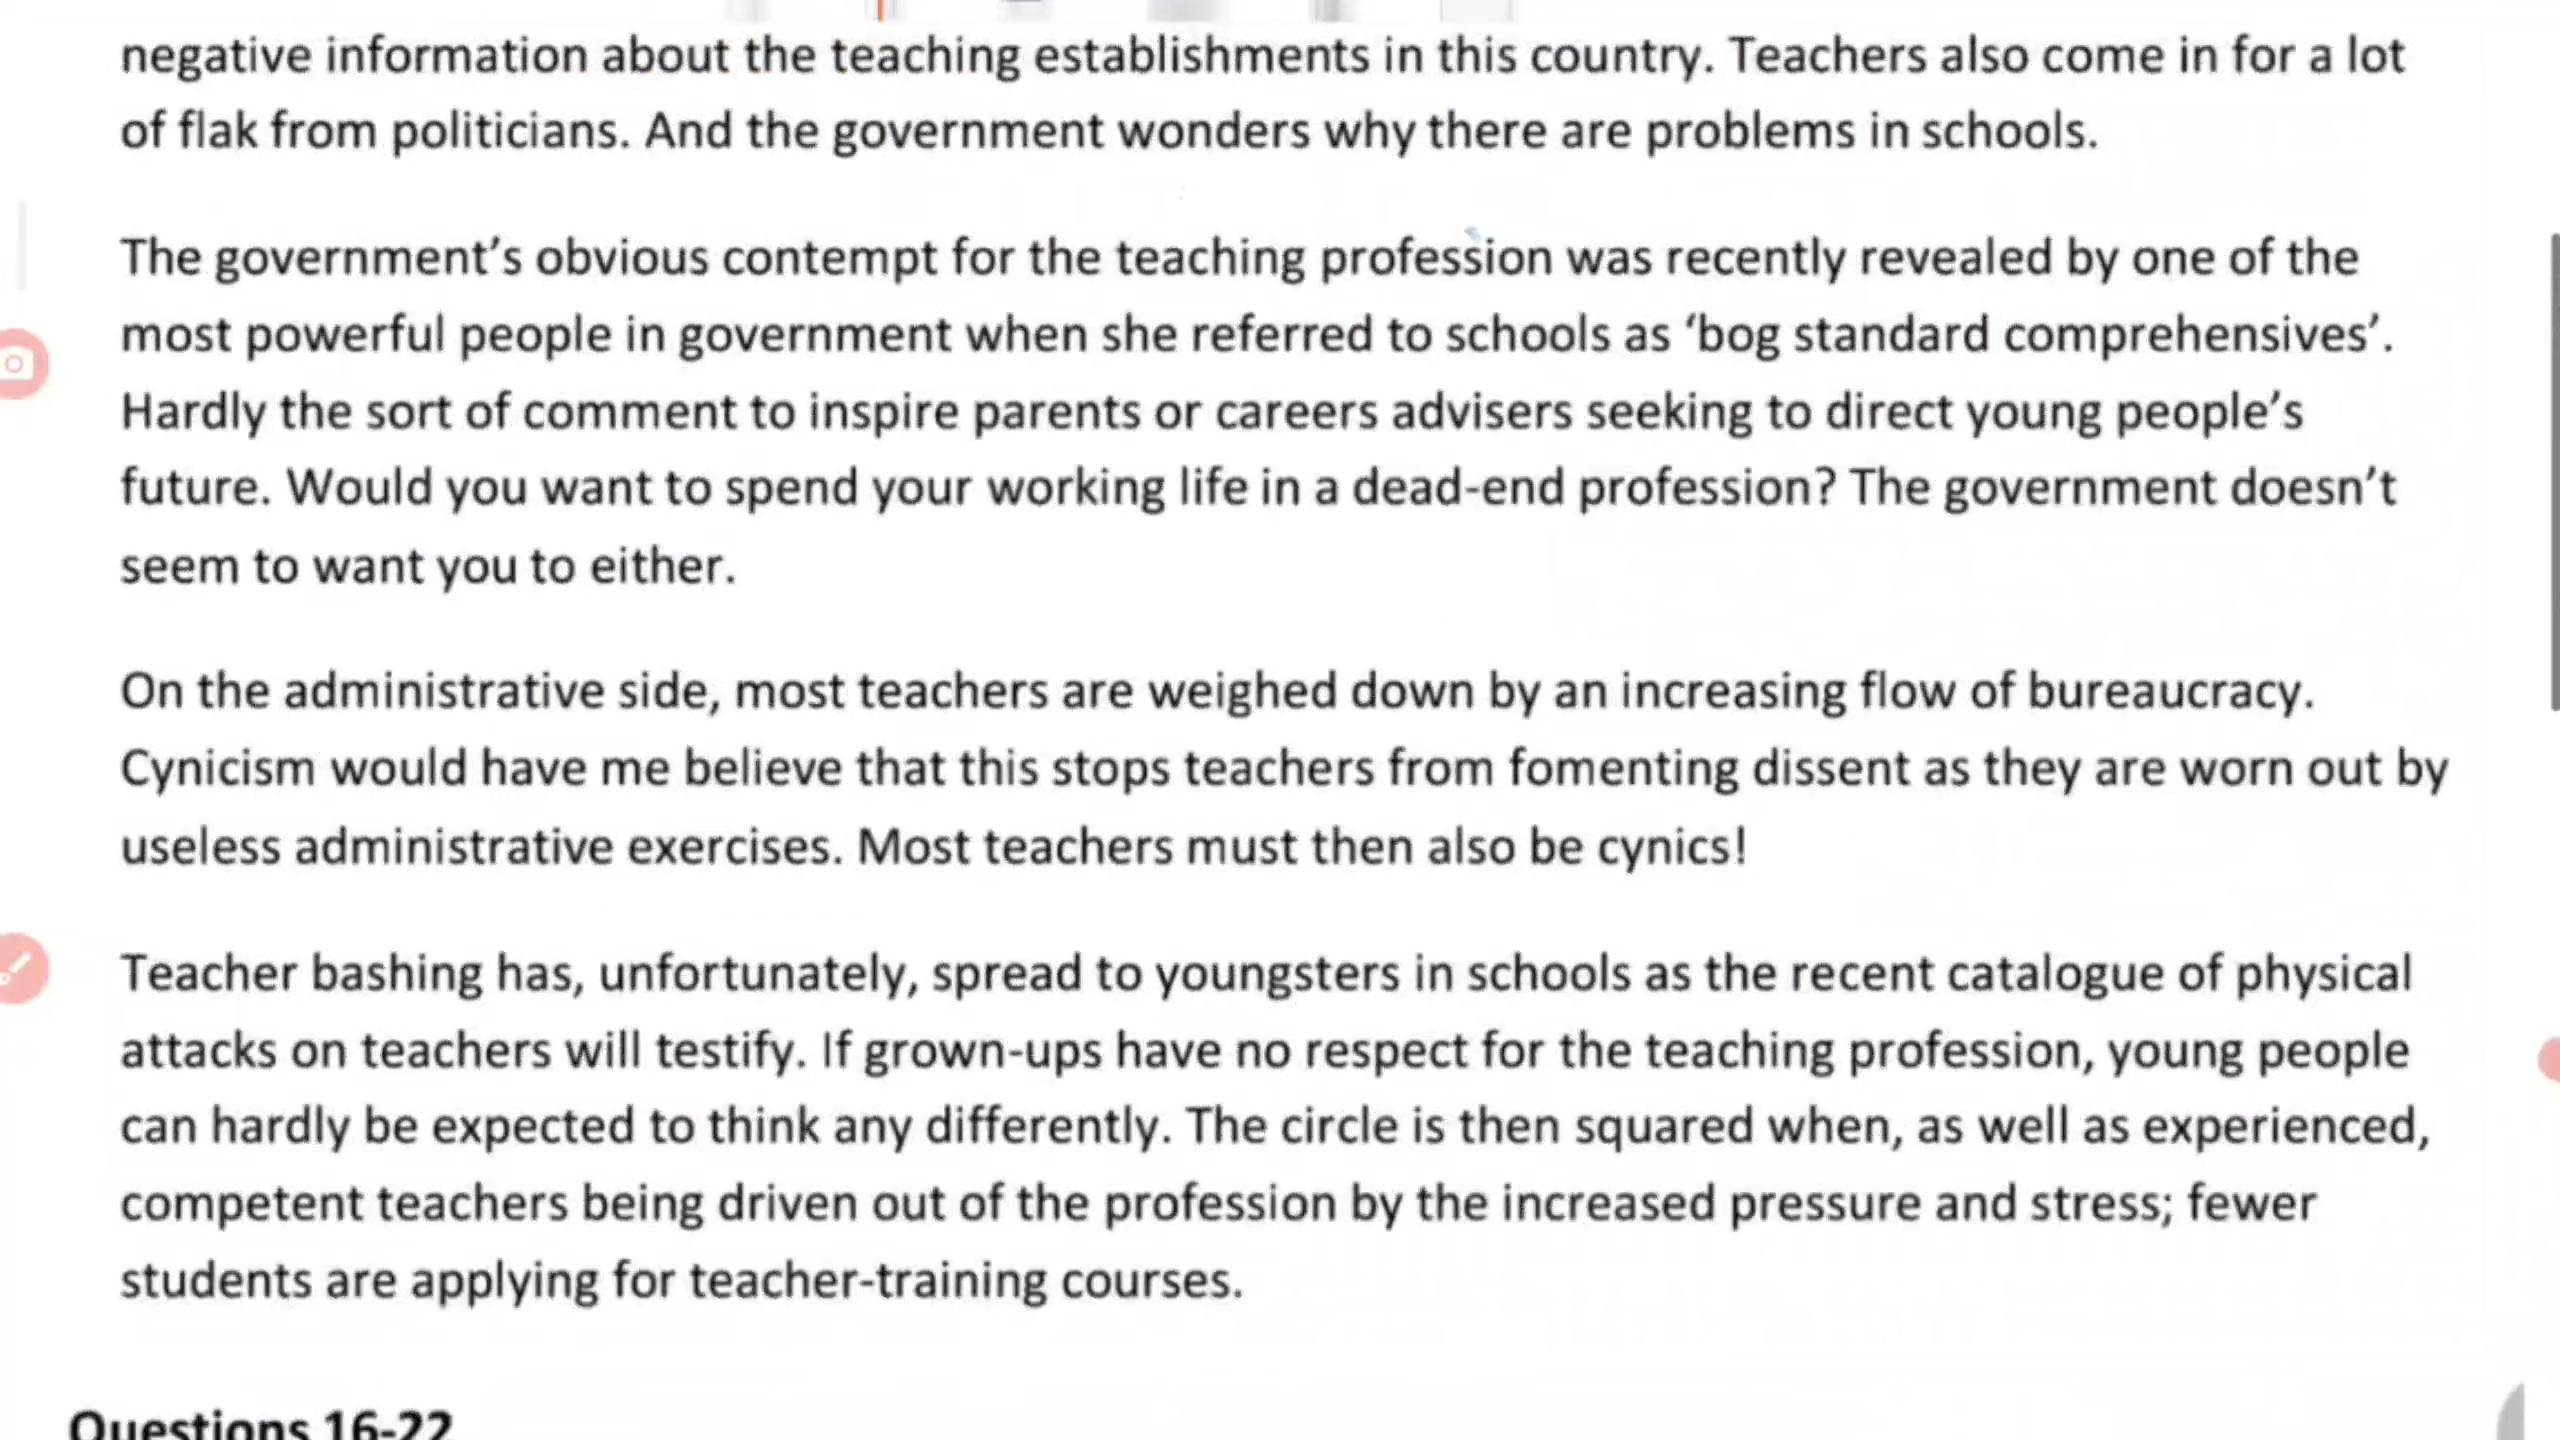 negative information about the teaching establishments in this country. Teachers also come in for a lot
of flak from politicians. And the government wonders why there are problems in schools.
The government’s obvious contempt for the teaching profession was recently revealed by one of the
most powerful people in government when she referred to schools as ‘bog standard comprehensives’.
Hardly the sort of comment to inspire parents or careers advisers seeking to direct young people’s
future. Would you want to spend your working life in a dead-end profession? The government doesn’t
seem to want you to either.
On the administrative side, most teachers are weighed down by an increasing flow of bureaucracy.
Cynicism would have me believe that this stops teachers from fomenting dissent as they are worn out by
useless administrative exercises. Most teachers must then also be cynics!
Teacher bashing has, unfortunately, spread to youngsters in schools as the recent catalogue of physical
attacks on teachers will testify. If grown-ups have no respect for the teaching profession, young people
can hardly be expected to think any differently. The circle is then squared when, as well as experienced,
competent teachers being driven out of the profession by the increased pressure and stress; fewer
students are applying for teacher-training courses.
Questions 16-22